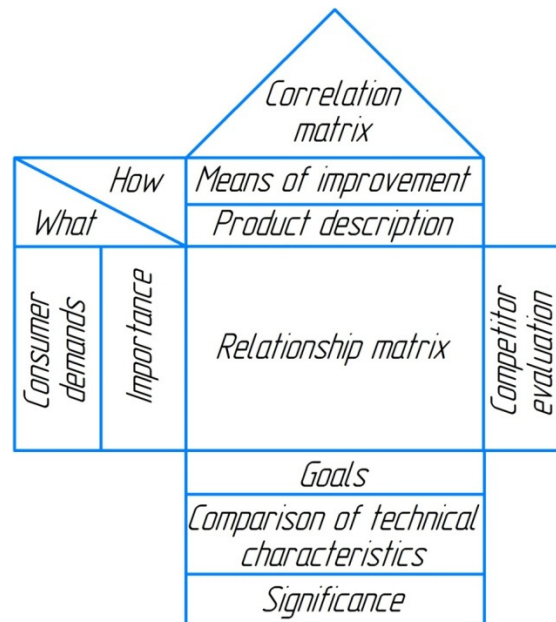 Correlation
matrix
How
Means of improvement
What
Product description
Consumer
demands
Importance
Relationship matrix
Competitor
evaluation
Goals
Comparison of technical
characteristics
Significance